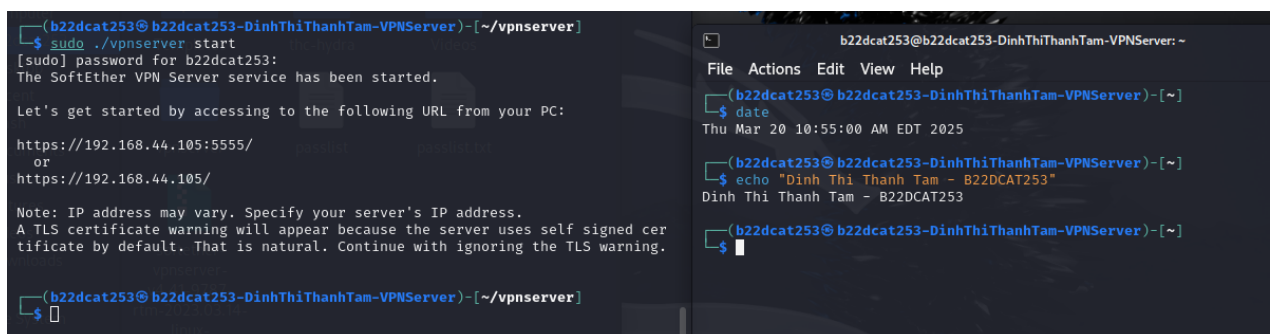 ┌──(b22dcat253㉿b22dcat253-DinhThiThanhTam-VPNServer)-[~/vpnserver]
└─$ sudo ./vpnserver start
[sudo] password for b22dcat253:
The SoftEther VPN Server service has been started.
Let's get started by accessing to the following URL from your PC:
https://192.168.44.105:5555/
or
https://192.168.44.105/
Note: IP address may vary. Specify your server's IP address.
A TLS certificate warning will appear because the server uses self signed cer
tificate by default. That is natural. Continue with ignoring the TLS warning.
┌──(b22dcat253㉿b22dcat253-DinhThiThanhTam-VPNServer)-[~/vpnserver]
└─$
b22dcat253@b22dcat253-DinhThiThanhTam-VPNServer: ~
File Actions Edit View Help
┌──(b22dcat253㉿b22dcat253-DinhThiThanhTam-VPNServer)-[~]
└─$ date
Thu Mar 20 10:55:00 AM EDT 2025
┌──(b22dcat253㉿b22dcat253-DinhThiThanhTam-VPNServer)-[~]
└─$ echo "Dinh Thi Thanh Tam - B22DCAT253"
Dinh Thi Thanh Tam - B22DCAT253
┌──(b22dcat253㉿b22dcat253-DinhThiThanhTam-VPNServer)-[~]
└─$